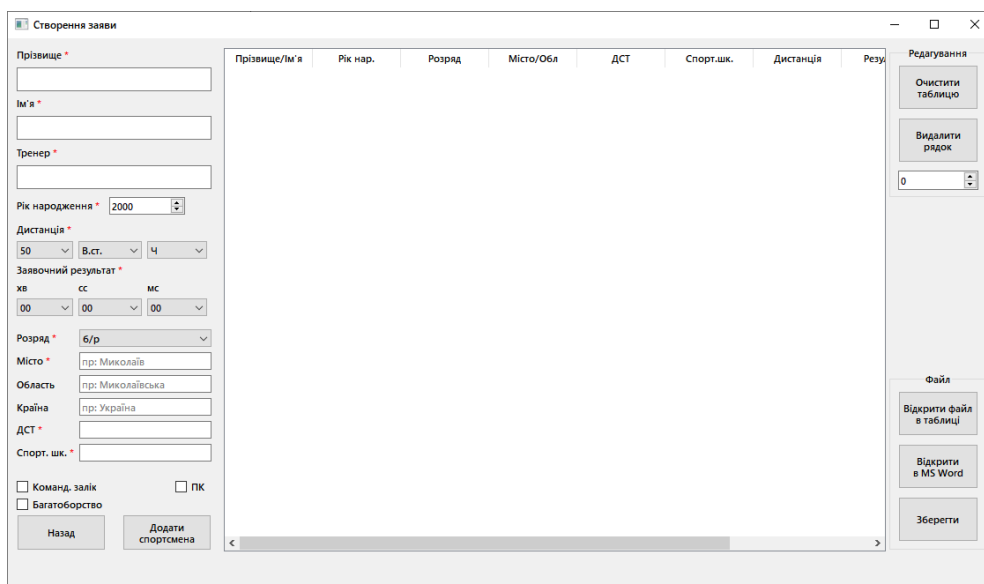 Створення заяви
Прізвище *
Ім'я *
Тренер *
Рік народження * 2000
Дистанція *
50 В.ст. Ч
Заявочний результат *
хв сс мс
00 00 00
Розряд * б/р
Місто * пр: Миколаїв
Область пр: Миколаївська
Країна пр: Україна
ДСТ *
Спорт. шк. *
Команд. залік ПК
Багатоборство
Назад
Додати
спортсмена
Прізвище/Ім'я Рік нар. Розряд Місто/Обл ДСТ Спорт.шк. Дистанція Резул
Редагування
Очистити
таблицю
Видалити
рядок
0
Файл
Відкрити файл
в таблиці
Відкрити
в MS Word
Зберегти